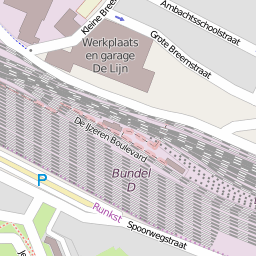 Kleine Bree
Ambachtsschoolstraat
Grote Breemstraat
Werkplaats
en garage
De Lijn
De IJzeren Boulevard
Bundel
D
P
Runkst
Spoorwegstraat